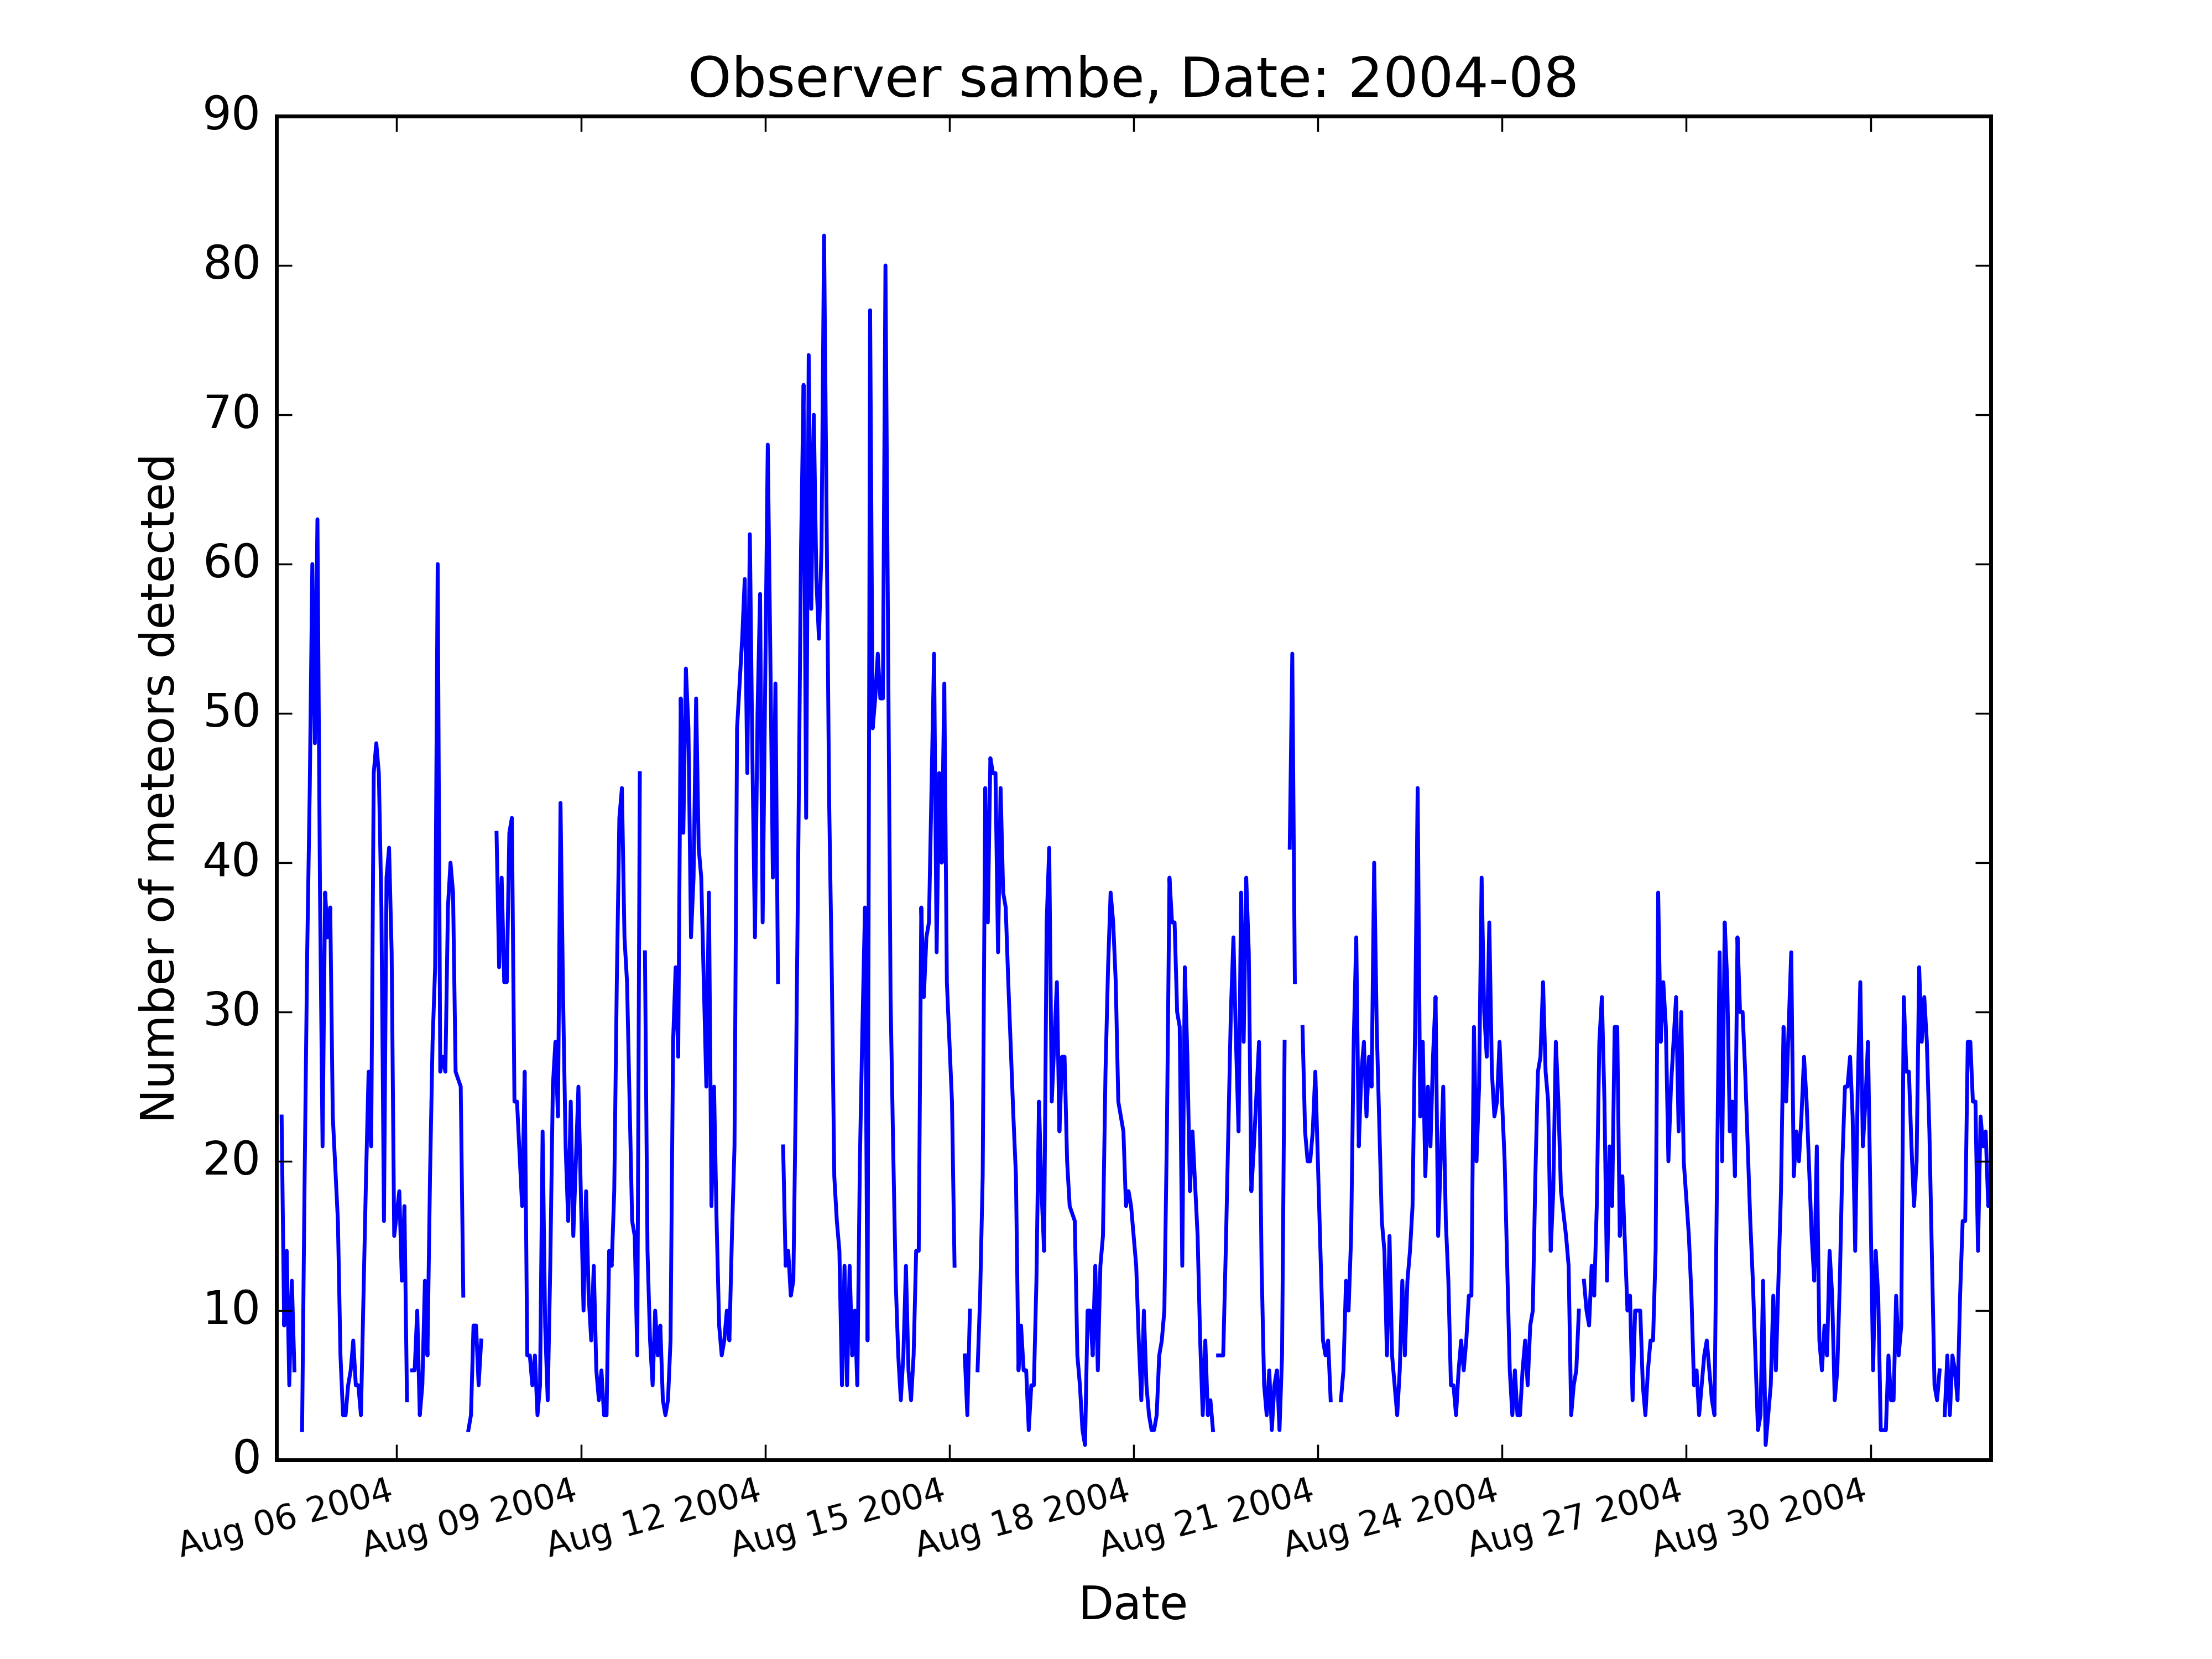 Observer sambe, Date: 2004-08
90
80
70
60
50
40
30
20
10
0
Number of meteors detected
Aug 06 2004
Aug 09 2004
Aug 12 2004
Aug 15 2004
Aug 18 2004
Aug 21 2004
Aug 24 2004
Aug 27 2004
Aug 30 2004
Date